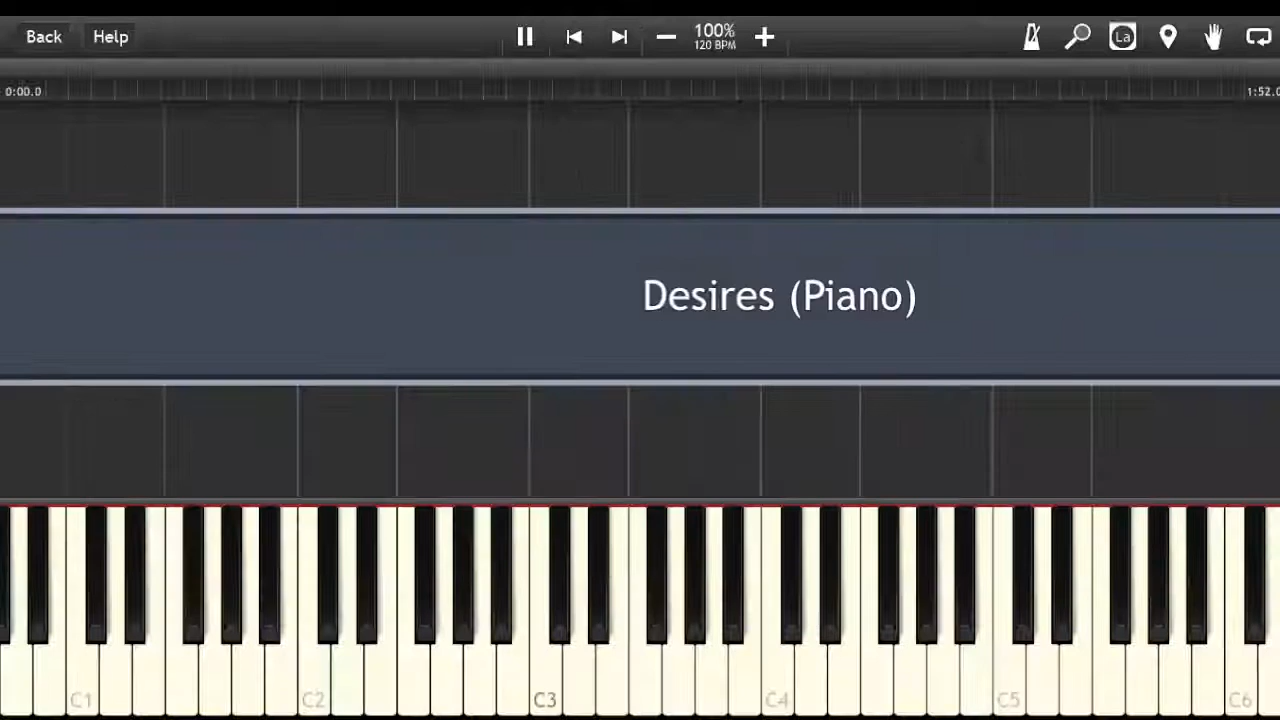 Back Help 100%
120 BPM La
0:00.0 1:52.0
Desires (Piano)
C1 C2 C3 C4 C5 C6